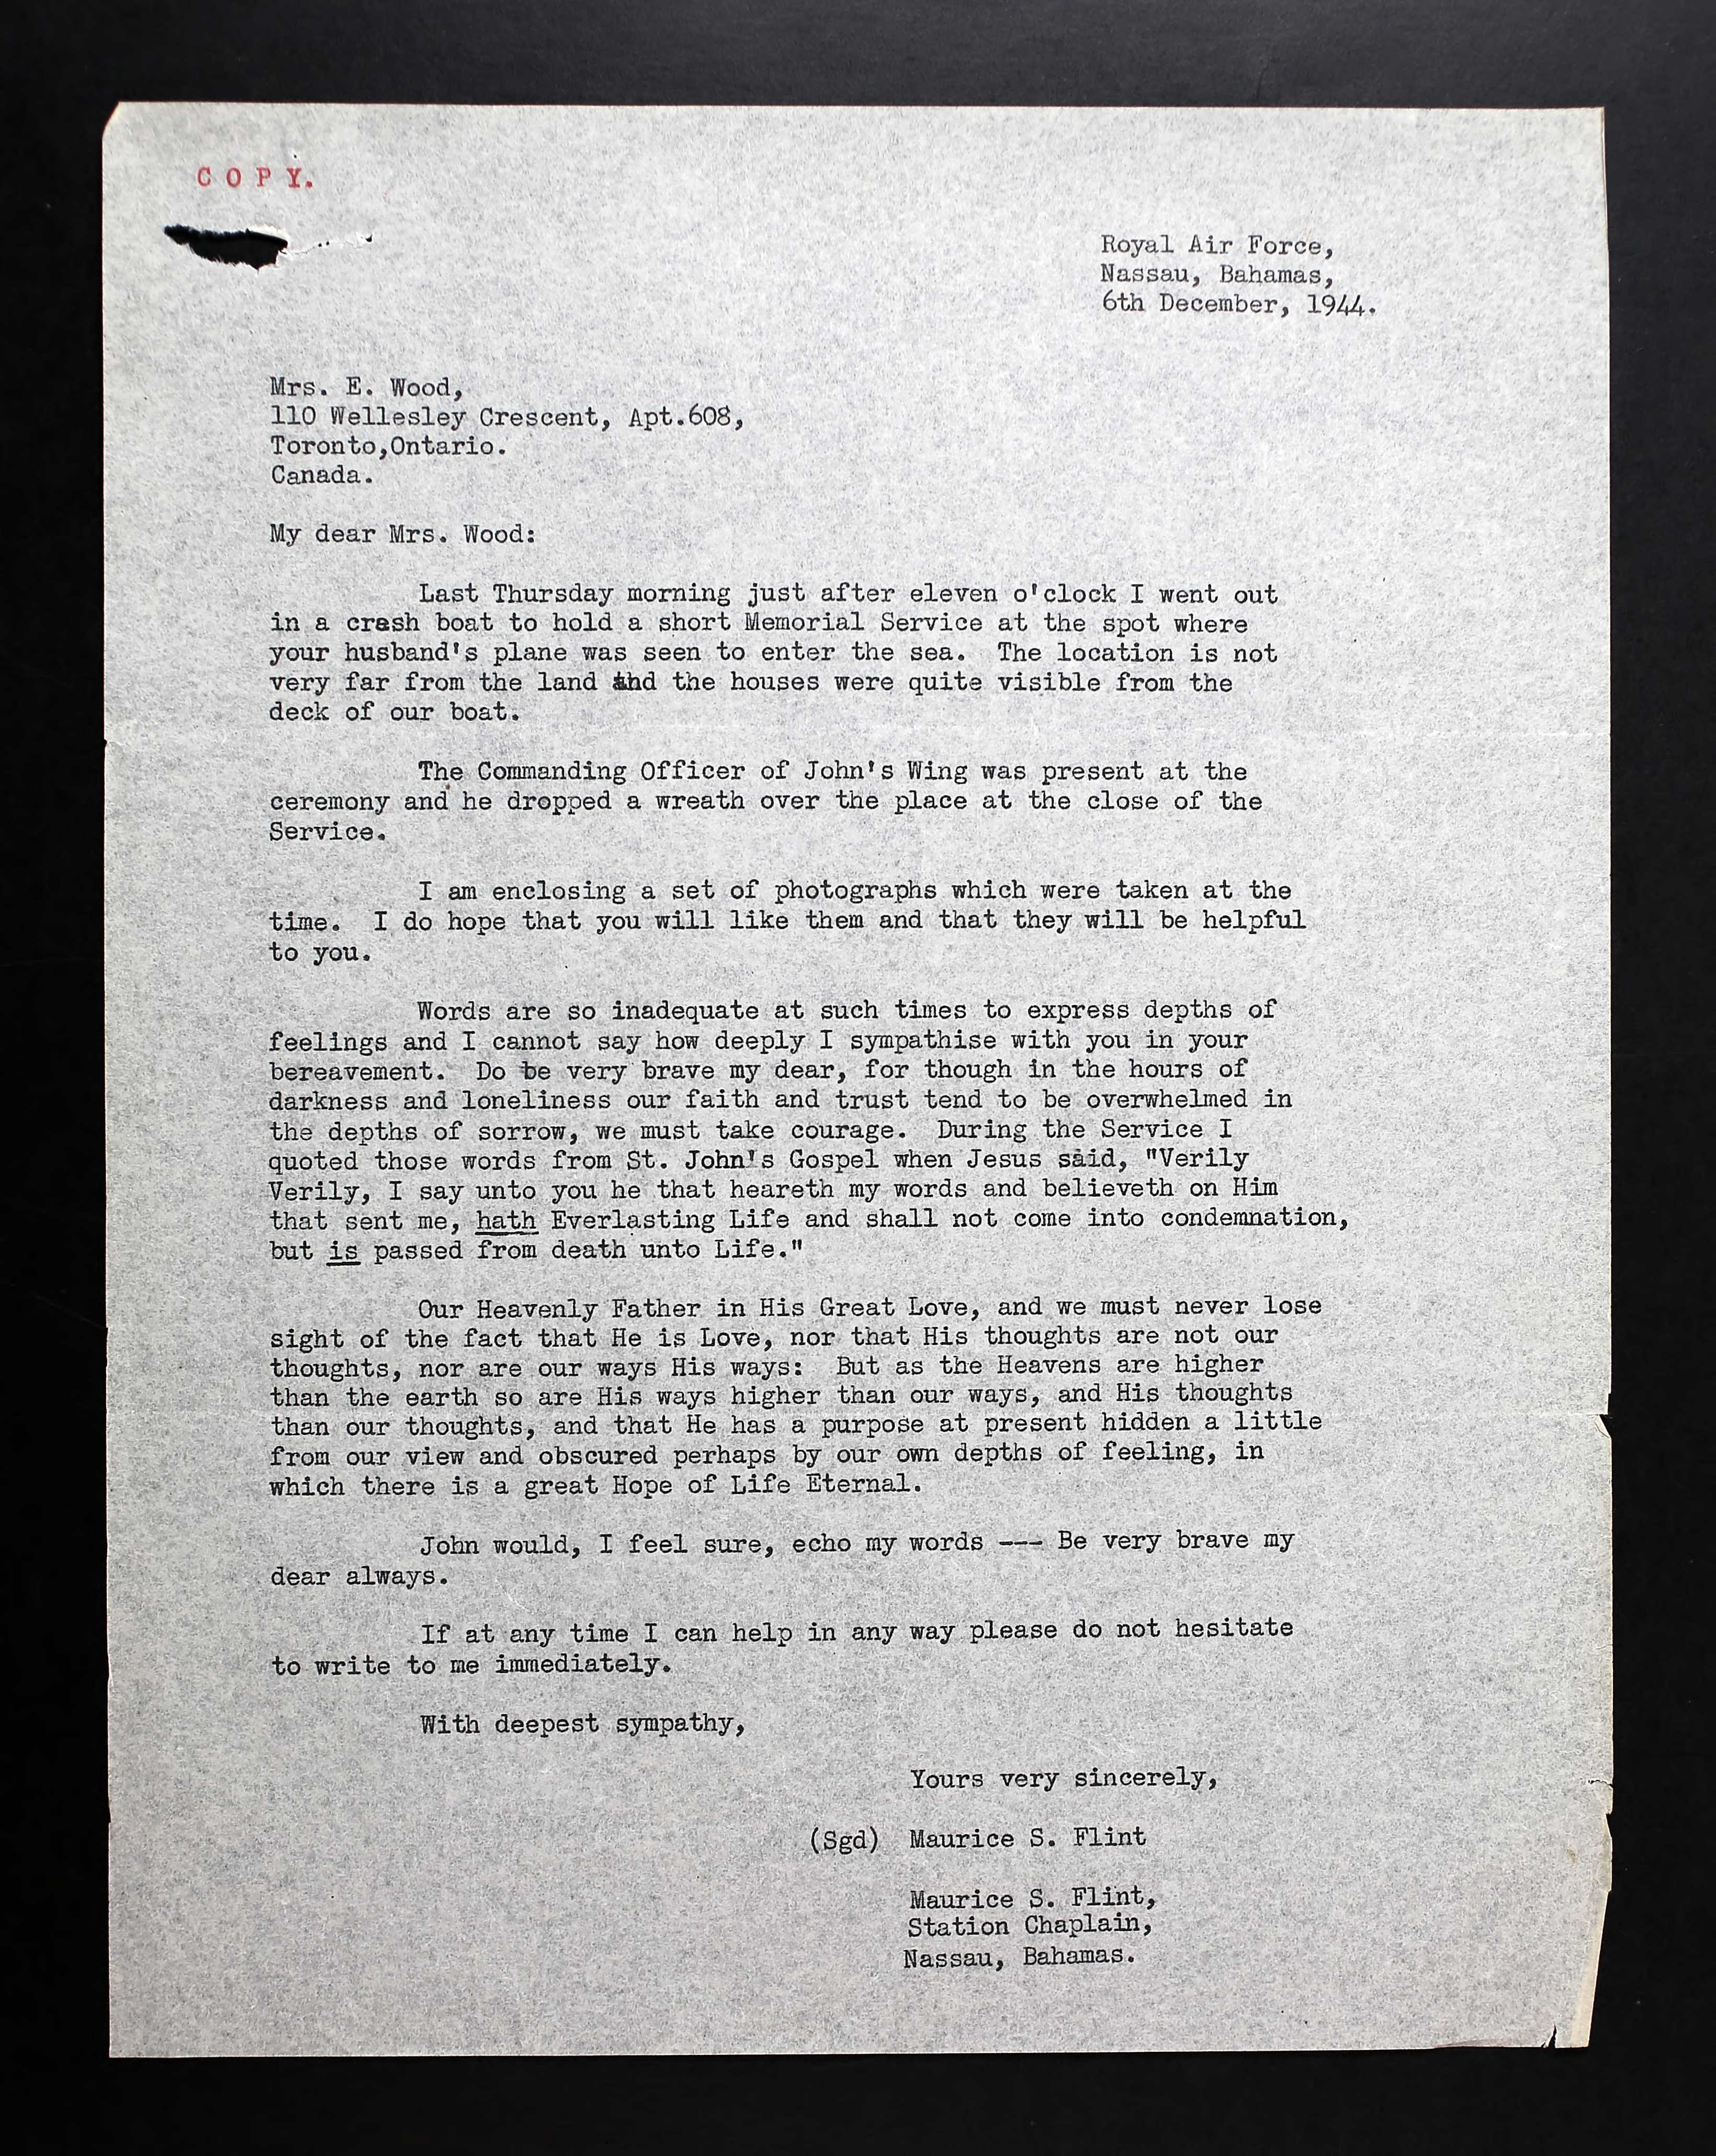 COPY.
Royal Air Force,
Nassau, Bahamas,
6th December, 1944.
Mrs. E. Wood,
110 Wellesley Crescent, Apt.608,
Toronto,Ontario.
Canada.
My dear Mrs. Wood:
Last Thursday morning just after eleven o'clock I went out
in a crash boat to hold a short Memorial Service at the spot where
your husband's plane was seen to enter the sea. The location is not
very far from the land and the houses were quite visible from the
deck of our boat.
The Commanding Officer of John's Wing was present at the
ceremony and he dropped a wreath over the place at the close of the
Service.
I am enclosing a set of photographs which were taken at the
time. I do hope that you will like them and that they will be helpful
to you.
Words are so inadequate at such times to express depths of
feelings and I cannot say how deeply I sympathise with you in your
bereavement. Do be very brave my dear, for though in the hours of
darkness and loneliness our faith and trust tend to be overwhelmed in
the depths of sorrow, we must take courage. During the Service I
quoted those words from St. John's Gospel when Jesus said, "Verily
Verily, I say unto you he that heareth my words and believeth on Him
that sent me, hath Everlasting Life and shall not come into condemnation,
but is passed from death unto Life."
Our Heavenly Father in His Great Love, and we must never lose
sight of the fact that He is Love, nor that His thoughts are not our
thoughts, nor are our ways His ways: But as the Heavens are higher
than the earth so are His ways higher than our ways, and His thoughts
than our thoughts, and that He has a purpose at present hidden a little
from our view and obscured perhaps by our own depths of feeling, in
which there is a great Hope of Life Eternal.
John would, I feel sure, echo my words --- Be very brave my
dear always.
If at any time I can help in any way please do not hesitate
to write to me immediately.
With deepest sympathy,
Yours very sincerely,
(Sgd) Maurice S. Flint
Maurice S. Flint,
Station Chaplain,
Nassau, Bahamas.